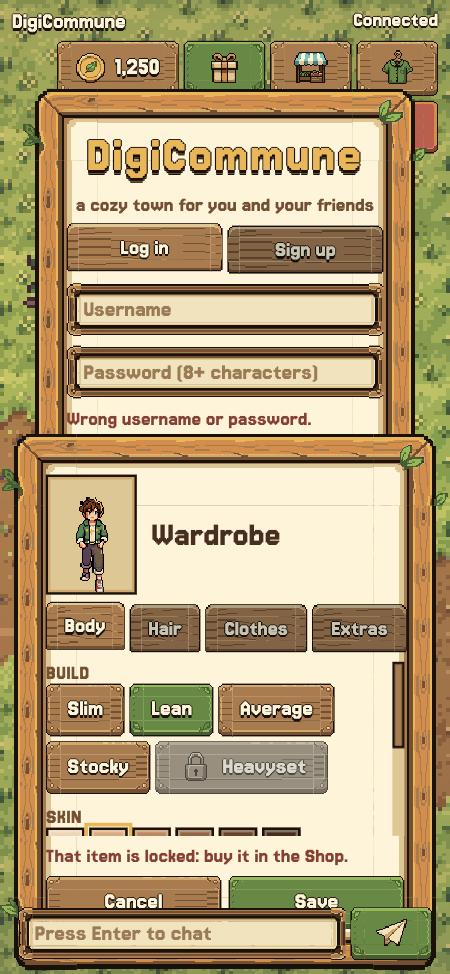 DigiCommune
Connected
1,250
DigiCommune
a cozy town for you and your friends
Log in
Sign up
Username
Password (8+ characters)
Wrong username or password.
Wardrobe
Body
Hair
Clothes
Extras
BUILD
Slim
Lean
Average
Stocky
Heavyset
SKIN
That item is locked: buy it in the Shop.
Cancel
Save
Press Enter to chat